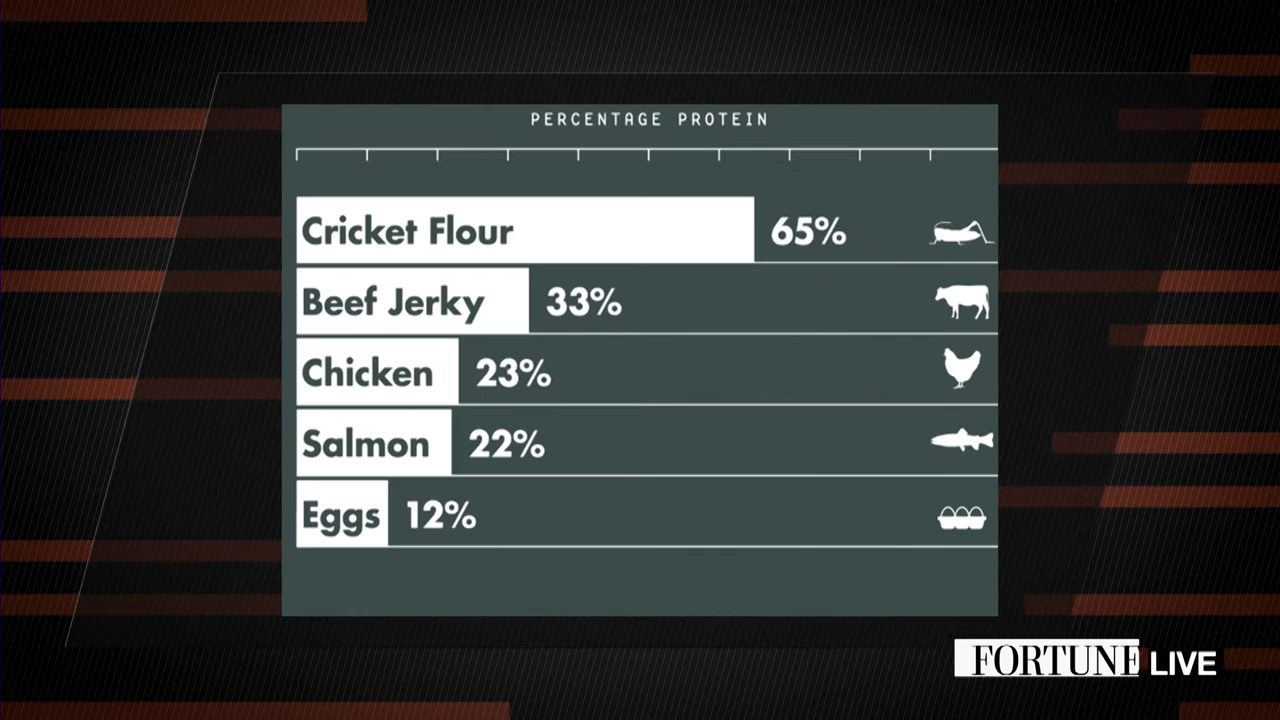 PERCENTAGE PROTEIN
Cricket Flour 65%
Beef Jerky 33%
Chicken 23%
Salmon 22%
Eggs 12%
FORTUNE LIVE